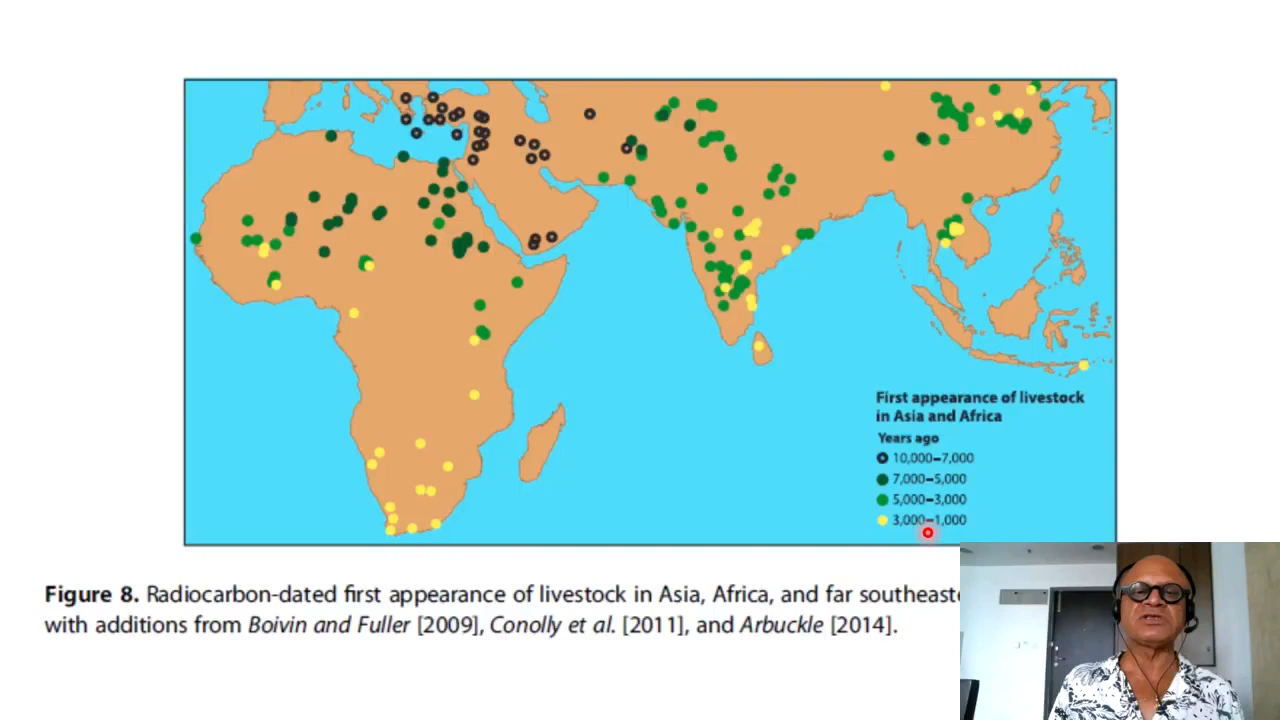 First appearance of livestock
in Asia and Africa
Years ago
10,000–7,000
7,000–5,000
5,000–3,000
3,000–1,000
Figure 8. Radiocarbon-dated first appearance of livestock in Asia, Africa, and far
with additions from Boivin and Fuller [2009], Conolly et al. [2011], and Arbuckle [2014].